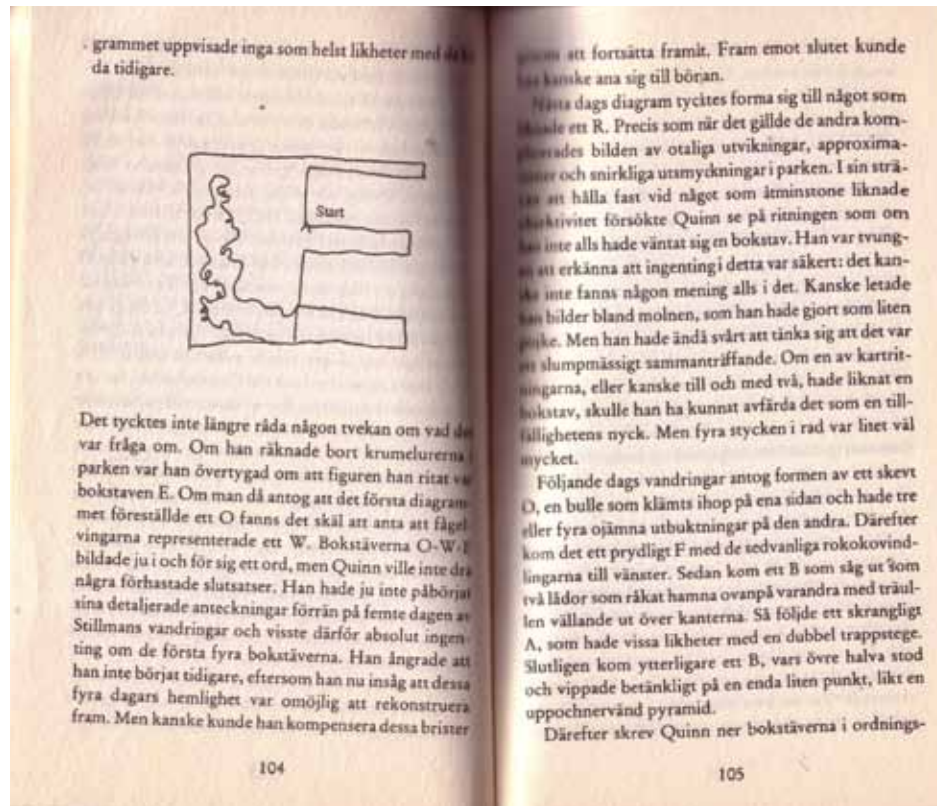 grammet uppvisade inga som helst likheter med de
da tidigare.
Start
Det tycktes inte längre råda någon tvekan om vad det
var fråga om. Om han räknade bort krumelurerna i
parken var han övertygad om att figuren han ritat var
bokstaven E. Om man då antog att det första diagram-
met föreställde ett O fanns det skäl att anta att fågel-
vingarna representerade ett W. Bokstäverna O-W-E
bildade ju i och för sig ett ord, men Quinn ville inte dra
några förhastade slutsatser. Han hade ju inte påbörjat
sina detaljerade anteckningar förrän på femte dagen av
Stillmans vandringar och visste därför absolut ingen-
ting om de första fyra bokstäverna. Han ångrade att
han inte börjat tidigare, eftersom han nu insåg att dessa
fyra dagars hemlighet var omöjlig att rekonstruera
fram. Men kanske kunde han kompensera dessa brister
104
att fortsätta framåt. Fram emot slutet kunde
kanske ana sig till början.
Nästa dags diagram tycktes forma sig till något som
liknade ett R. Precis som när det gällde de andra kom-
plicerades bilden av otaliga utvikningar, approxima-
tioner och snirkliga utsmyckningar i parken. I sin strä-
van att hålla fast vid något som åtminstone liknade
objektivitet försökte Quinn se på ritningen som om
han inte alls hade väntat sig en bokstav. Han var tvung-
en att erkänna att ingenting i detta var säkert: det kan-
ske inte fanns någon mening alls i det. Kanske letade
han bilder bland molnen, som han hade gjort som liten
pojke. Men han hade ändå svårt att tänka sig att det var
ett slumpmässigt sammanträffande. Om en av kartrit-
ningarna, eller kanske till och med två, hade liknat en
bokstav, skulle han ha kunnat avfärda det som en till-
fällighetens nyck. Men fyra stycken i rad var litet väl
mycket.
Följande dags vandringar antog formen av ett skevt
O, en bulle som klämts ihop på ena sidan och hade tre
eller fyra ojämna utbuktningar på den andra. Därefter
kom det ett prydligt F med de sedvanliga rokokovind-
lingarna till vänster. Sedan kom ett B som såg ut som
två lådor som råkat hamna ovanpå varandra med träul-
len vällande ut över kanterna. Så följde ett skrangligt
A, som hade vissa likheter med en dubbel trappstege.
Slutligen kom ytterligare ett B, vars övre halva stod
och vippade betänkligt på en enda liten punkt, likt en
uppochnervänd pyramid.
Därefter skrev Quinn ner bokstäverna i ordnings-
105